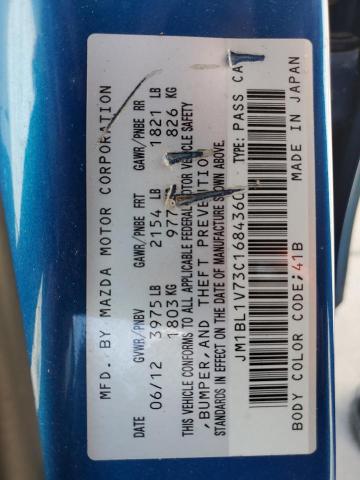 MFD. BY MAZDA MOTOR CORPORATION
DATE GVWR/PNBV GAWR/PNBE FRT GAWR/PNBE RR
06/12 3975 LB 2154 LB 1821 LB
1803 KG 977 826 KG
THIS VEHICLE CONFORMS TO ALL APPLICABLE FEDERAL MOTOR VEHICLE SAFETY
,BUMPER,AND THEFT PREVENTIO
STANDARDS IN EFFECT ON THE DATE OF MANUFACTURE SHOWN ABOVE.
JM1BL1V73C1684360 TYPE: PASS CA
BODY COLOR CODE;41B MADE IN JAPAN